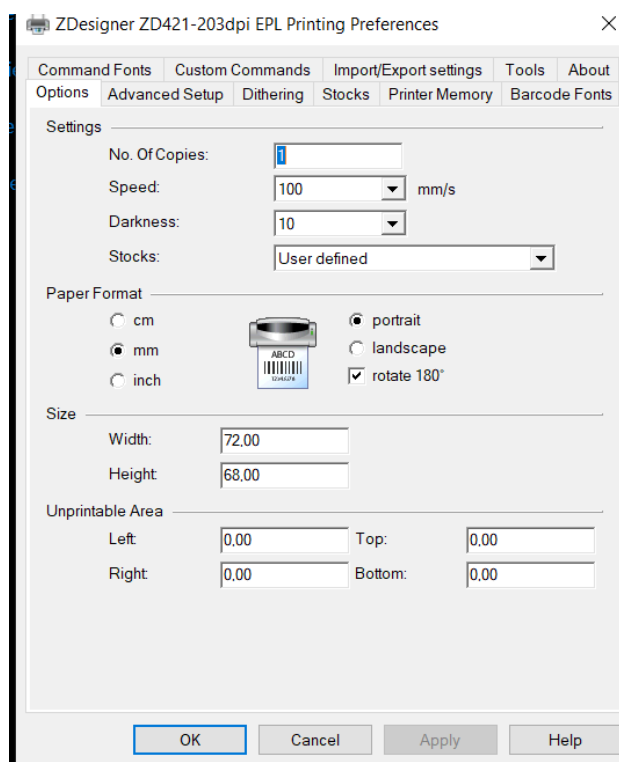 ZDesigner ZD421-203dpi EPL Printing Preferences
Command Fonts Custom Commands Import/Export settings Tools About
Options Advanced Setup Dithering Stocks Printer Memory Barcode Fonts
Settings
No. Of Copies: 1
Speed: 100 mm/s
Darkness: 10
Stocks: User defined
Paper Format
cm portrait
mm landscape
inch rotate 180°
ABCD
Size
Width: 72,00
Height: 68,00
Unprintable Area
Left: 0,00 Top: 0,00
Right: 0,00 Bottom: 0,00
OK Cancel Apply Help